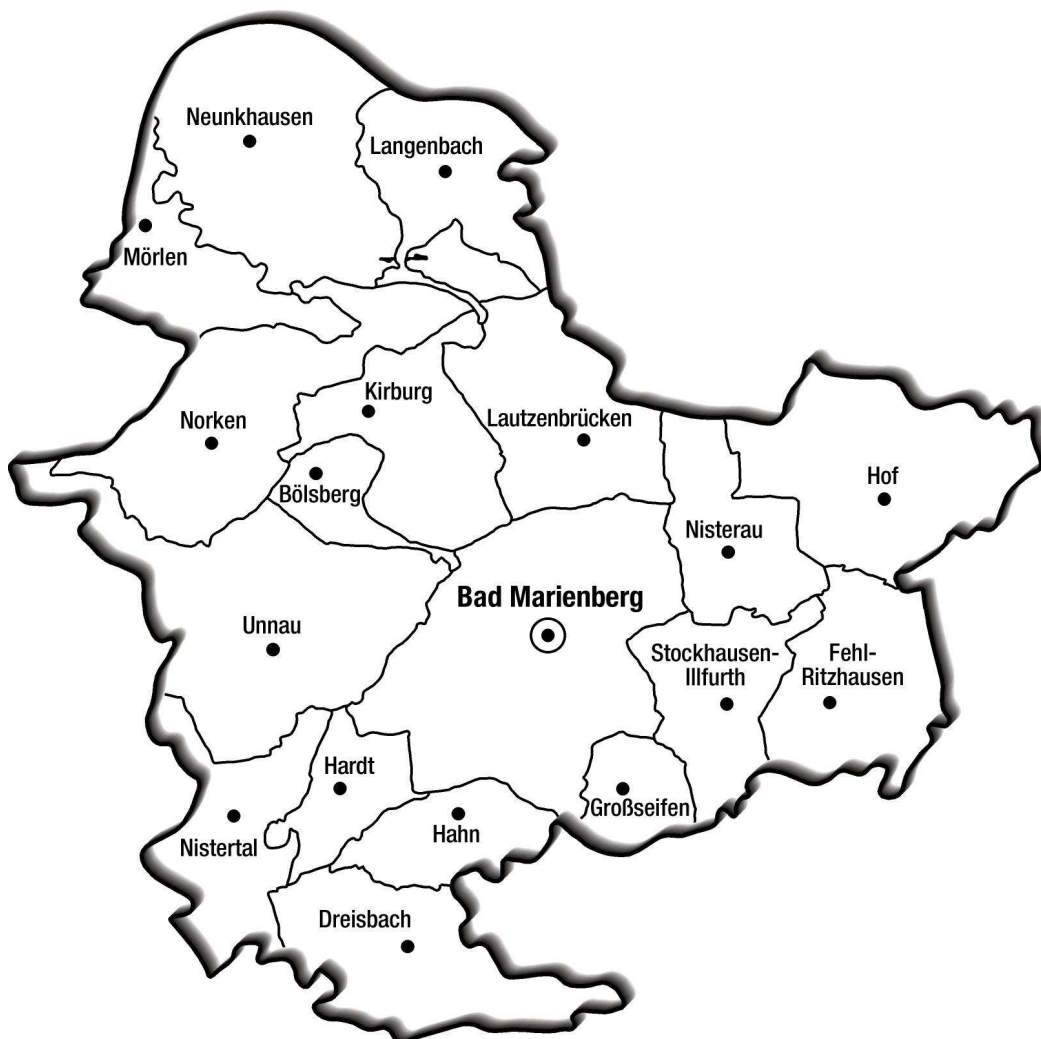 Neunkhausen
Langenbach
Mörlen
Kirburg
Norken
Lautzenbrücken
Bölsberg
Hof
Nisterau
Bad Marienberg
Unnau
Stockhausen-
Illfurth
Fehl-
Ritzhausen
Hardt
Großseifen
Nistertal
Hahn
Dreisbach